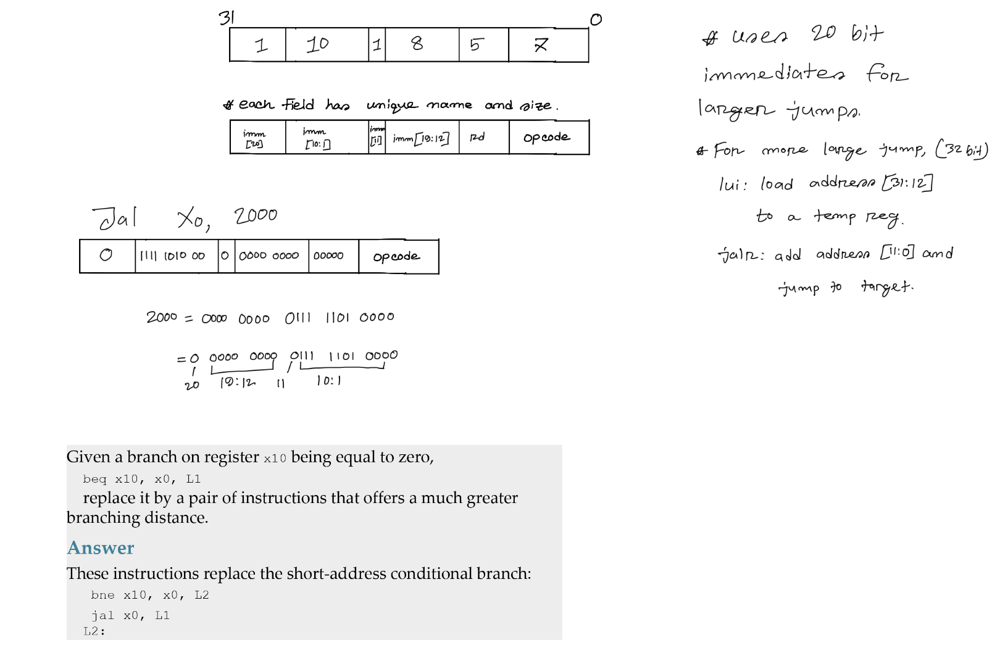 31 0
1 10 1 8 5 7
# each field has unique name and size.
imm [20] imm [10:1] imm [11] imm[19:12] rd opcode
Jal x0, 2000
0 1111 1010 00 0 0000 0000 00000 opcode
2000 = 0000 0000 0111 1101 0000
= 0 0000 0000 0111 1101 0000
20 19:12 11 10:1
# uses 20 bit
immediates for
larger jumps.
# For more large jump, (32 bit)
lui: load address [31:12]
to a temp reg.
jalr: add address [11:0] and
jump to target.
Given a branch on register x10 being equal to zero,
beq x10, x0, L1
replace it by a pair of instructions that offers a much greater
branching distance.
Answer
These instructions replace the short-address conditional branch:
bne x10, x0, L2
jal x0, L1
L2: